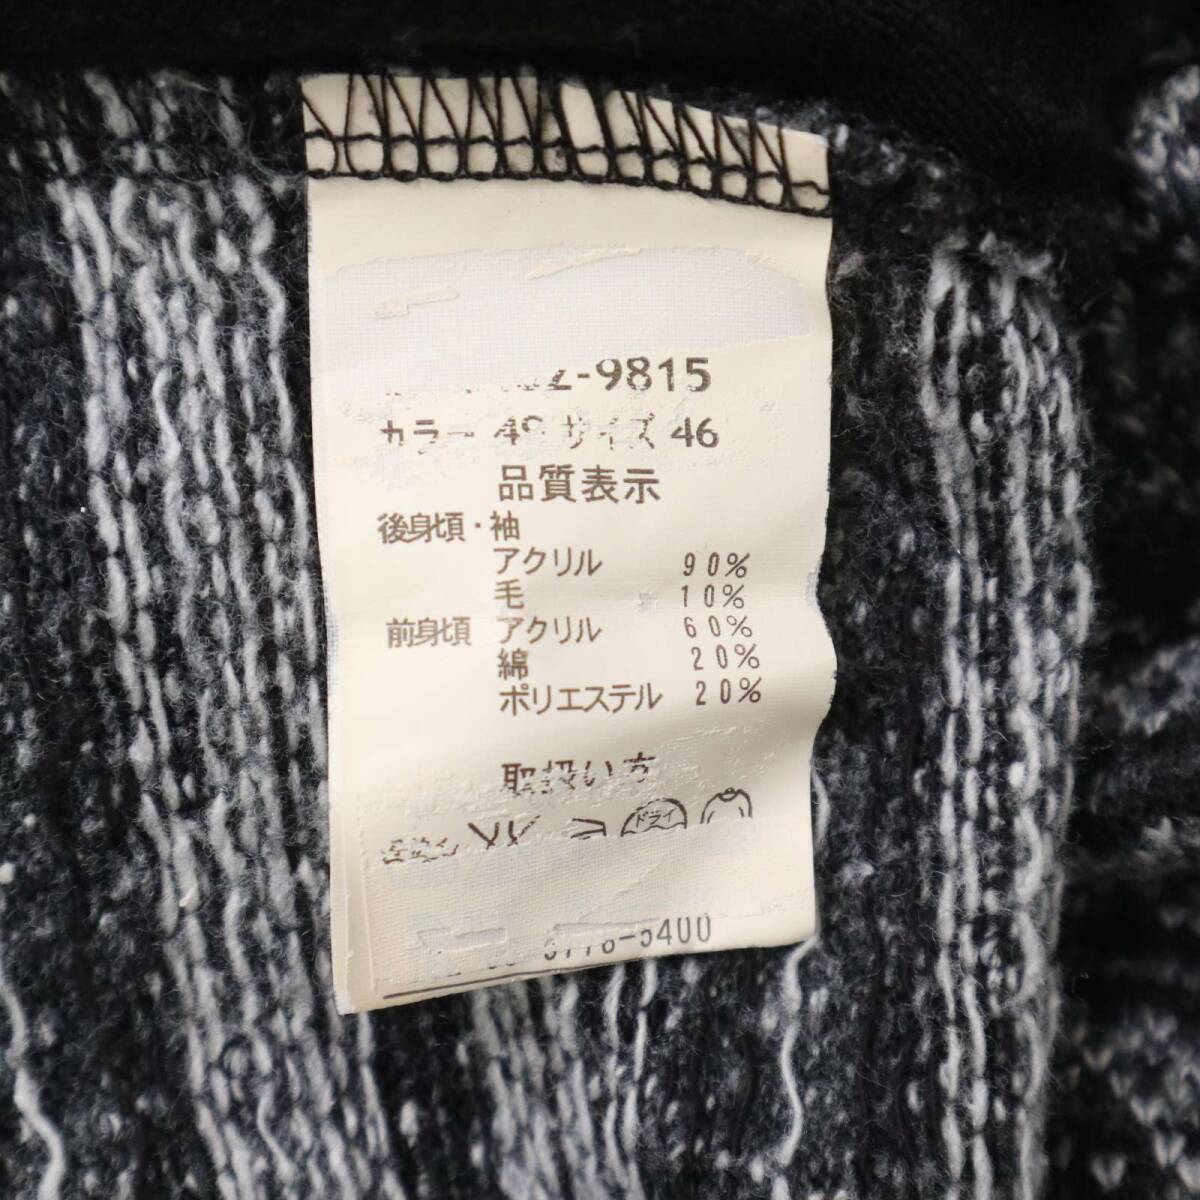 -9815
カラー サイズ 46
品質表示
後身頃・袖
アクリル 90%
毛 10%
前身頃 アクリル 60%
綿 20%
ポリエステル 20%
取扱い方
ドライ
-5400